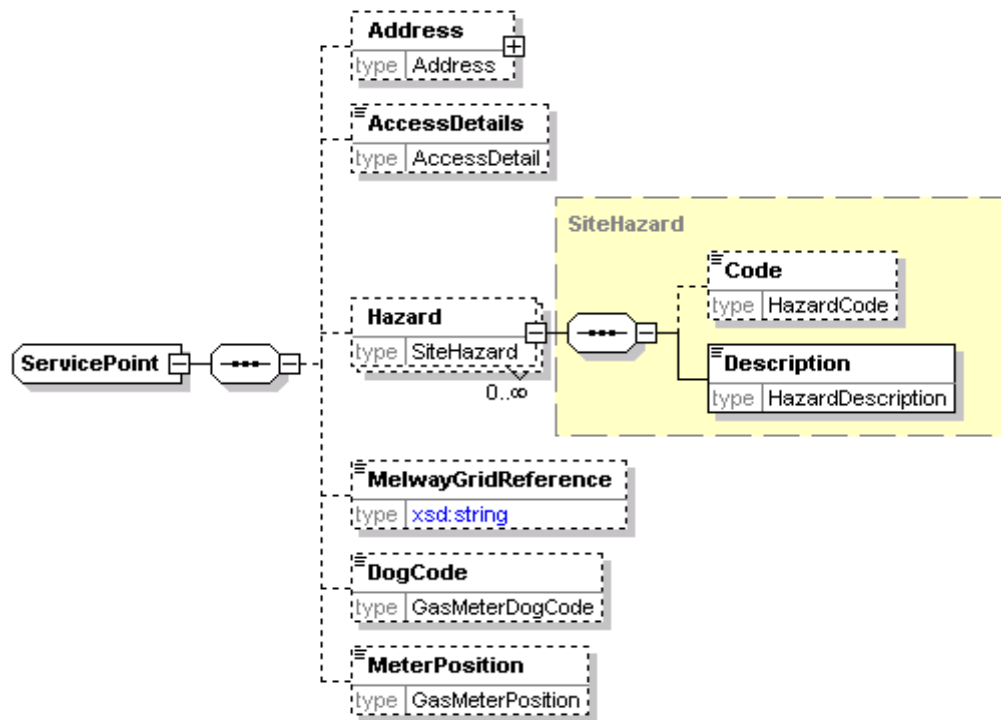 Address
type Address
AccessDetails
type AccessDetail
SiteHazard
Code
type HazardCode
Hazard
type SiteHazard
0..∞
ServicePoint
Description
type HazardDescription
MelwayGridReference
type xsd:string
DogCode
type GasMeterDogCode
MeterPosition
type GasMeterPosition